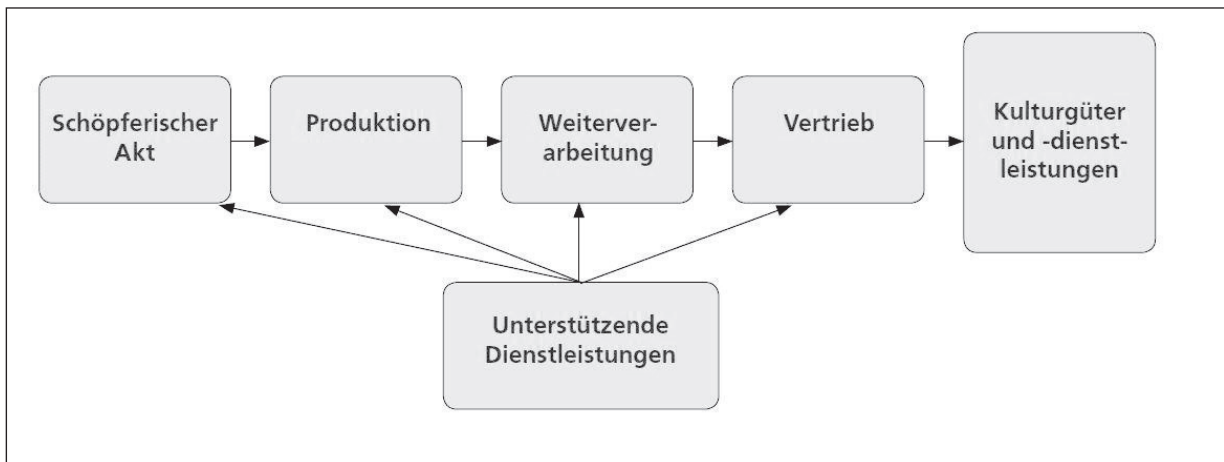 Schöpferischer
Akt
Produktion
Weiterver-
arbeitung
Vertrieb
Kulturgüter
und -dienst-
leistungen
Unterstützende
Dienstleistungen